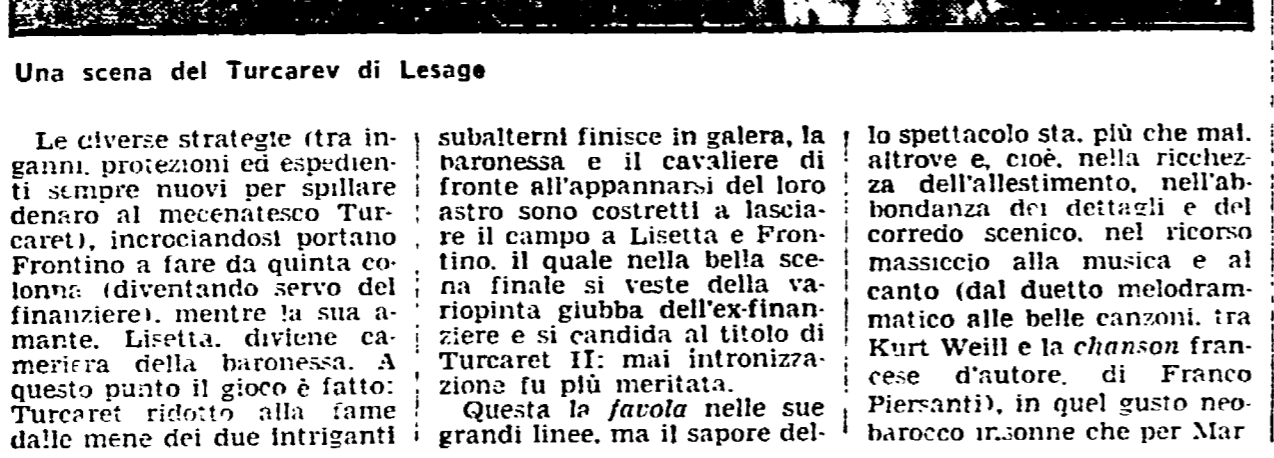 Una scena del Turcarev di Lesage
Le diverse strategie (tra in-
ganni, protezioni ed espedien-
ti sempre nuovi per spillare
denaro al mecenatesco Tur-
caret), incrociandosi portano
Frontino a fare da quinta co-
lonna (diventando servo del
finanziere), mentre la sua a-
mante, Lisetta, diviene ca-
meriera della baronessa. A
questo punto il gioco è fatto:
Turcaret ridotto alla fame
dalle mene dei due intriganti
subalterni finisce in galera, la
baronessa e il cavaliere di
fronte all'appannarsi del loro
astro sono costretti a lascia-
re il campo a Lisetta e Fron-
tino, il quale nella bella sce-
na finale si veste della va-
riopinta giubba dell'ex-finan-
ziere e si candida al titolo di
Turcaret II: mai intronizza-
zione fu più meritata.
Questa la favola nelle sue
grandi linee, ma il sapore del-
lo spettacolo sta, più che mai,
altrove e, cioè, nella ricchez-
za dell'allestimento, nell'ab-
bondanza dei dettagli e del
corredo scenico, nel ricorso
massiccio alla musica e al
canto (dal duetto melodram-
matico alle belle canzoni, tra
Kurt Weill e la chanson fran-
cese d'autore, di Franco
Piersanti), in quel gusto neo-
barocco insonne che per Mar